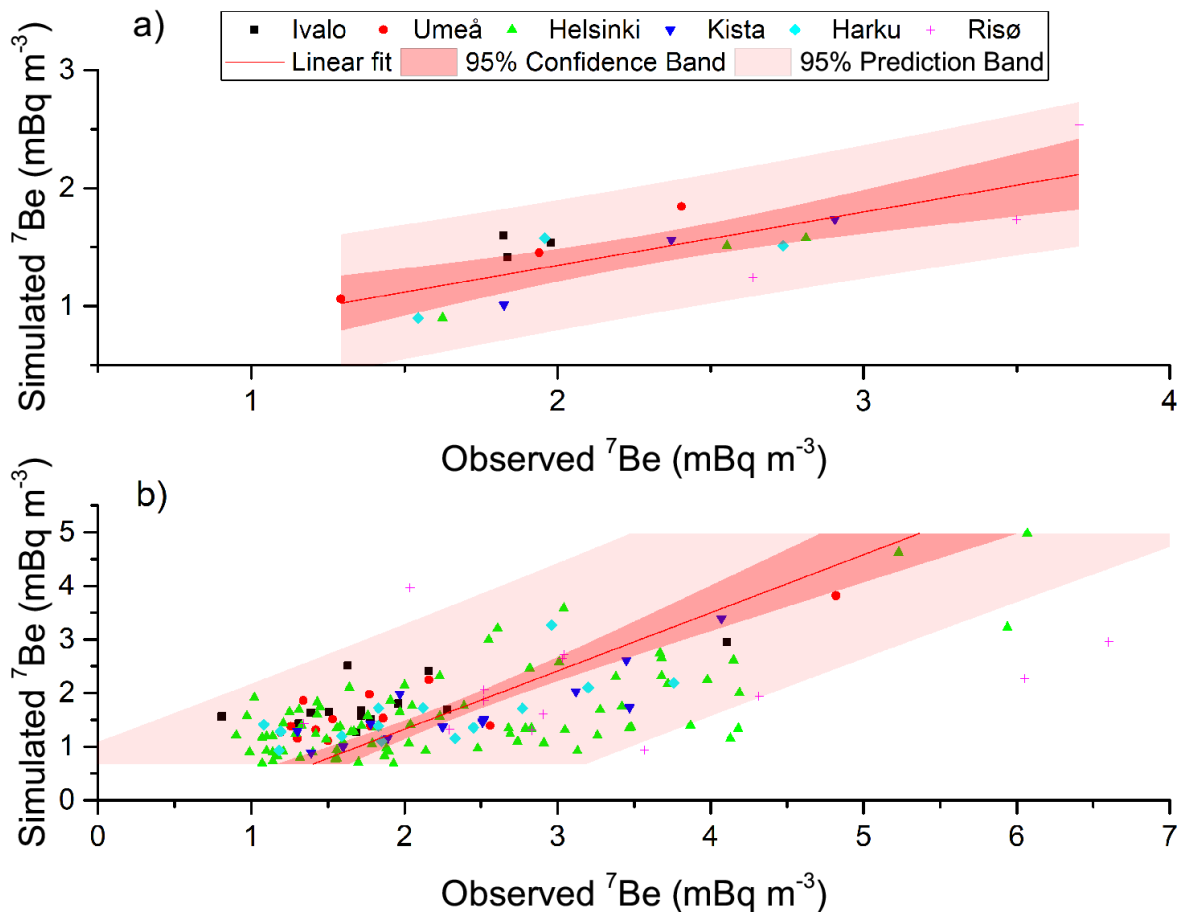 a)
Ivalo Umeå Helsinki Kista Harku Risø
Linear fit 95% Confidence Band 95% Prediction Band
Simulated ⁷Be (mBq m⁻³)
3
2
1
1 2 3 4
Observed ⁷Be (mBq m⁻³)
b)
Simulated ⁷Be (mBq m⁻³)
5
4
3
2
1
0
0 1 2 3 4 5 6 7
Observed ⁷Be (mBq m⁻³)